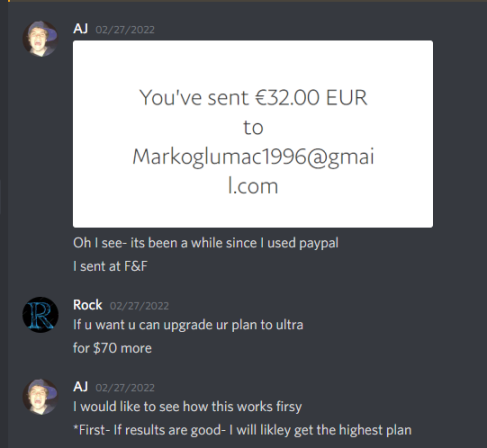 AJ 02/27/2022
You've sent €32.00 EUR
to
Markoglumac1996@gmai
l.com
Oh I see- its been a while since I used paypal
I sent at F&F
Rock 02/27/2022
If u want u can upgrade ur plan to ultra
for $70 more
AJ 02/27/2022
I would like to see how this works firsy
*First- If results are good- I will likley get the highest plan